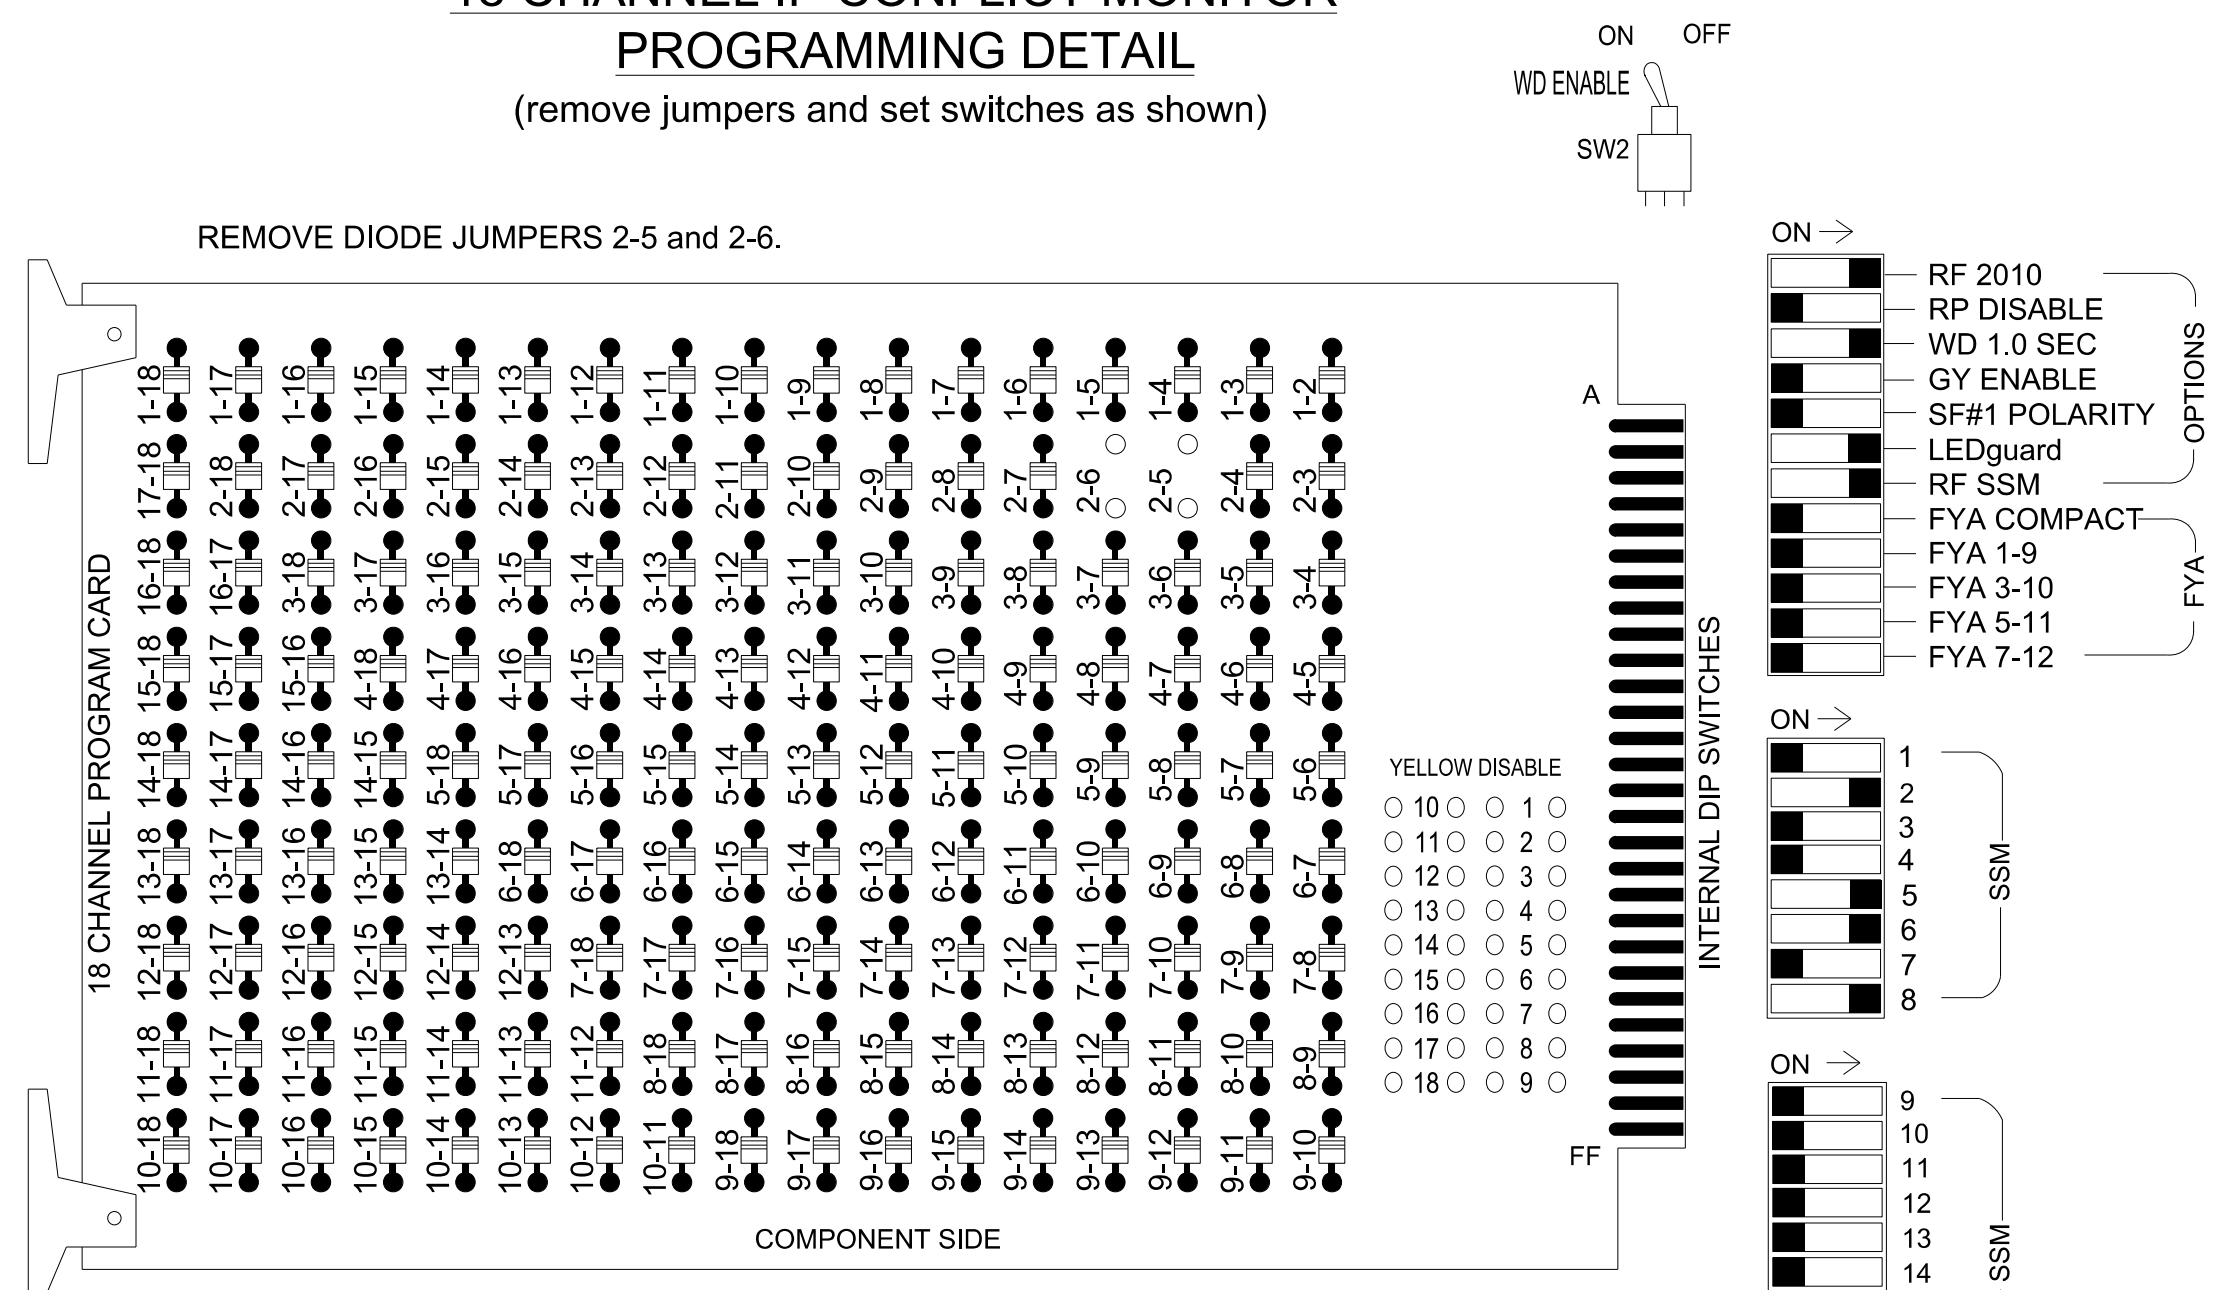 PROGRAMMING DETAIL
(remove jumpers and set switches as shown)
ON OFF
WD ENABLE
SW2
REMOVE DIODE JUMPERS 2-5 and 2-6.
18 CHANNEL PROGRAM CARD
1-18 1-17 1-16 1-15 1-14 1-13 1-12 1-11 1-10 1-9 1-8 1-7 1-6 1-5 1-4 1-3 1-2
17-18 2-18 2-17 2-16 2-15 2-14 2-13 2-12 2-11 2-10 2-9 2-8 2-7 2-6 2-5 2-4 2-3
16-18 16-17 3-18 3-17 3-16 3-15 3-14 3-13 3-12 3-11 3-10 3-9 3-8 3-7 3-6 3-5 3-4
15-18 15-17 15-16 4-18 4-17 4-16 4-15 4-14 4-13 4-12 4-11 4-10 4-9 4-8 4-7 4-6 4-5
14-18 14-17 14-16 14-15 5-18 5-17 5-16 5-15 5-14 5-13 5-12 5-11 5-10 5-9 5-8 5-7 5-6
13-18 13-17 13-16 13-15 13-14 6-18 6-17 6-16 6-15 6-14 6-13 6-12 6-11 6-10 6-9 6-8 6-7
12-18 12-17 12-16 12-15 12-14 12-13 7-18 7-17 7-16 7-15 7-14 7-13 7-12 7-11 7-10 7-9 7-8
11-18 11-17 11-16 11-15 11-14 11-13 11-12 8-18 8-17 8-16 8-15 8-14 8-13 8-12 8-11 8-10 8-9
10-18 10-17 10-16 10-15 10-14 10-13 10-12 10-11 9-18 9-17 9-16 9-15 9-14 9-13 9-12 9-11 9-10
COMPONENT SIDE
A
FF
YELLOW DISABLE
10 1
11 2
12 3
13 4
14 5
15 6
16 7
17 8
18 9
INTERNAL DIP SWITCHES
ON
RF 2010
RP DISABLE
WD 1.0 SEC
GY ENABLE
SF#1 POLARITY
LEDguard
RF SSM
OPTIONS
FYA COMPACT
FYA 1-9
FYA 3-10
FYA 5-11
FYA 7-12
FYA
ON
1
2
3
4
5
6
7
8
SSM
ON
9
10
11
12
13
14
SSM